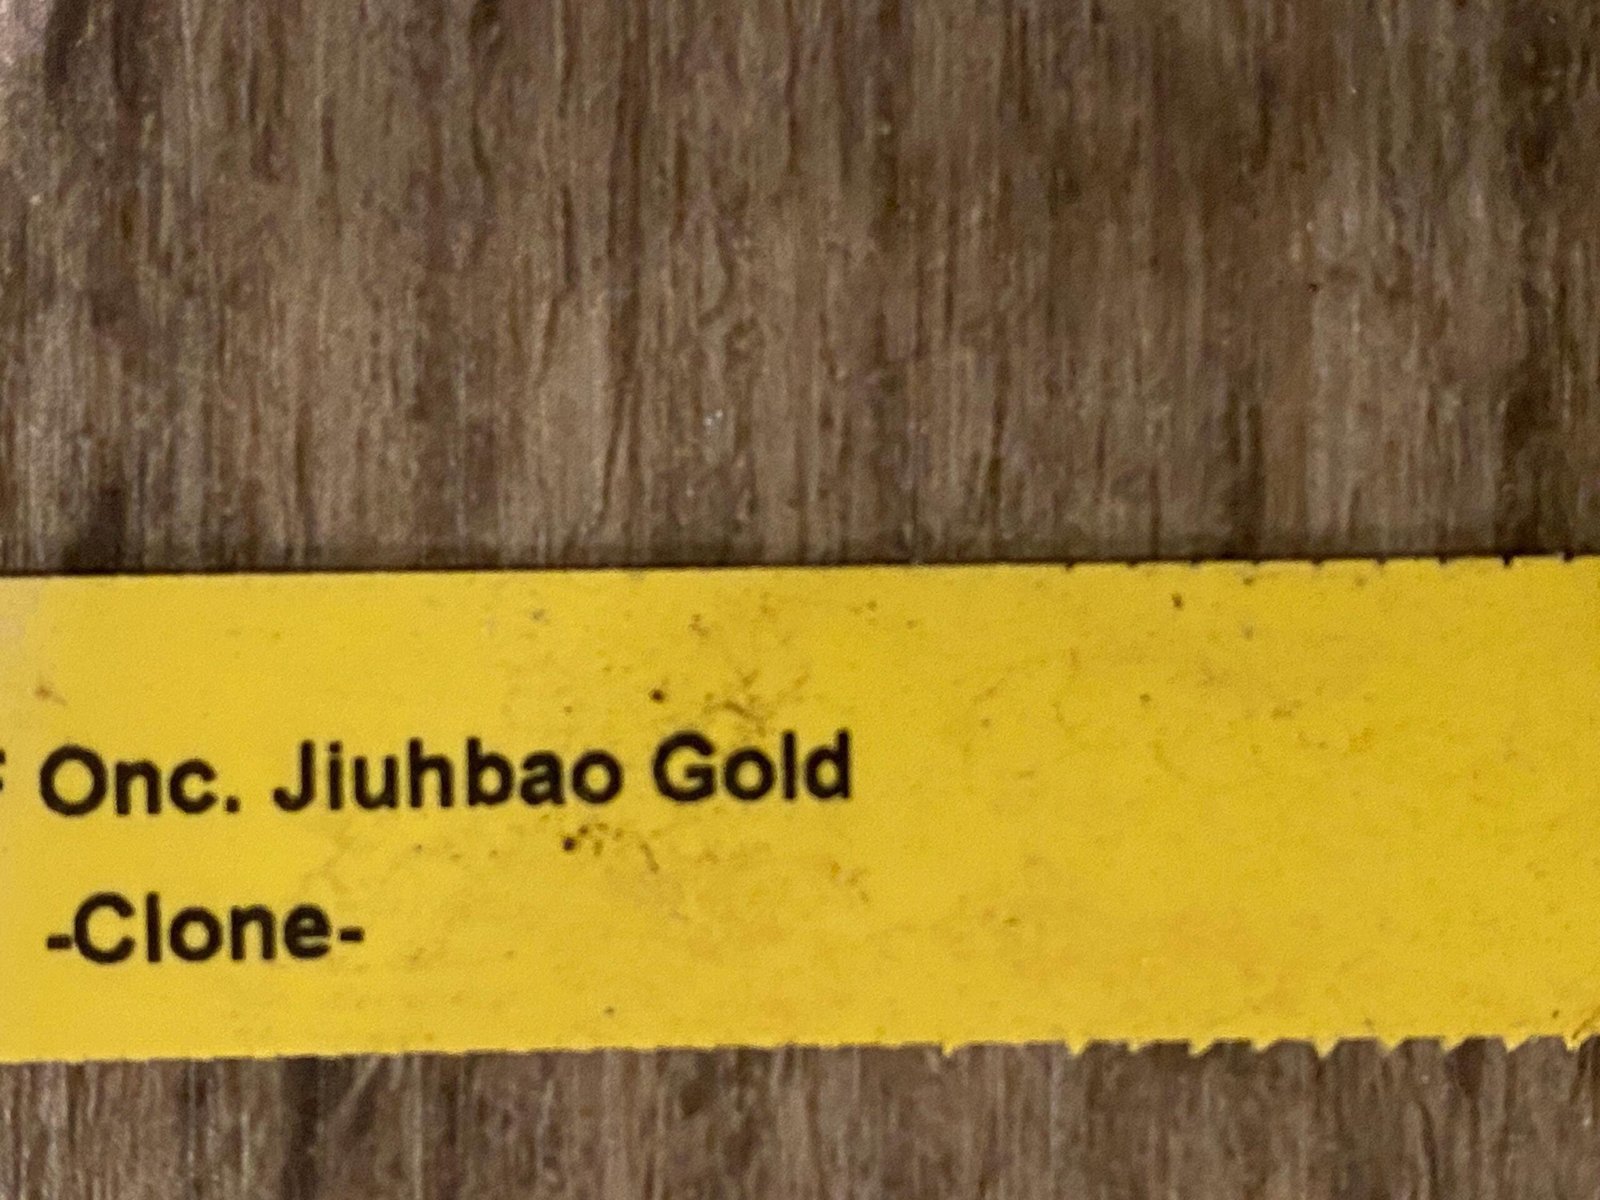 Onc. Jiuhbao Gold
-Clone-